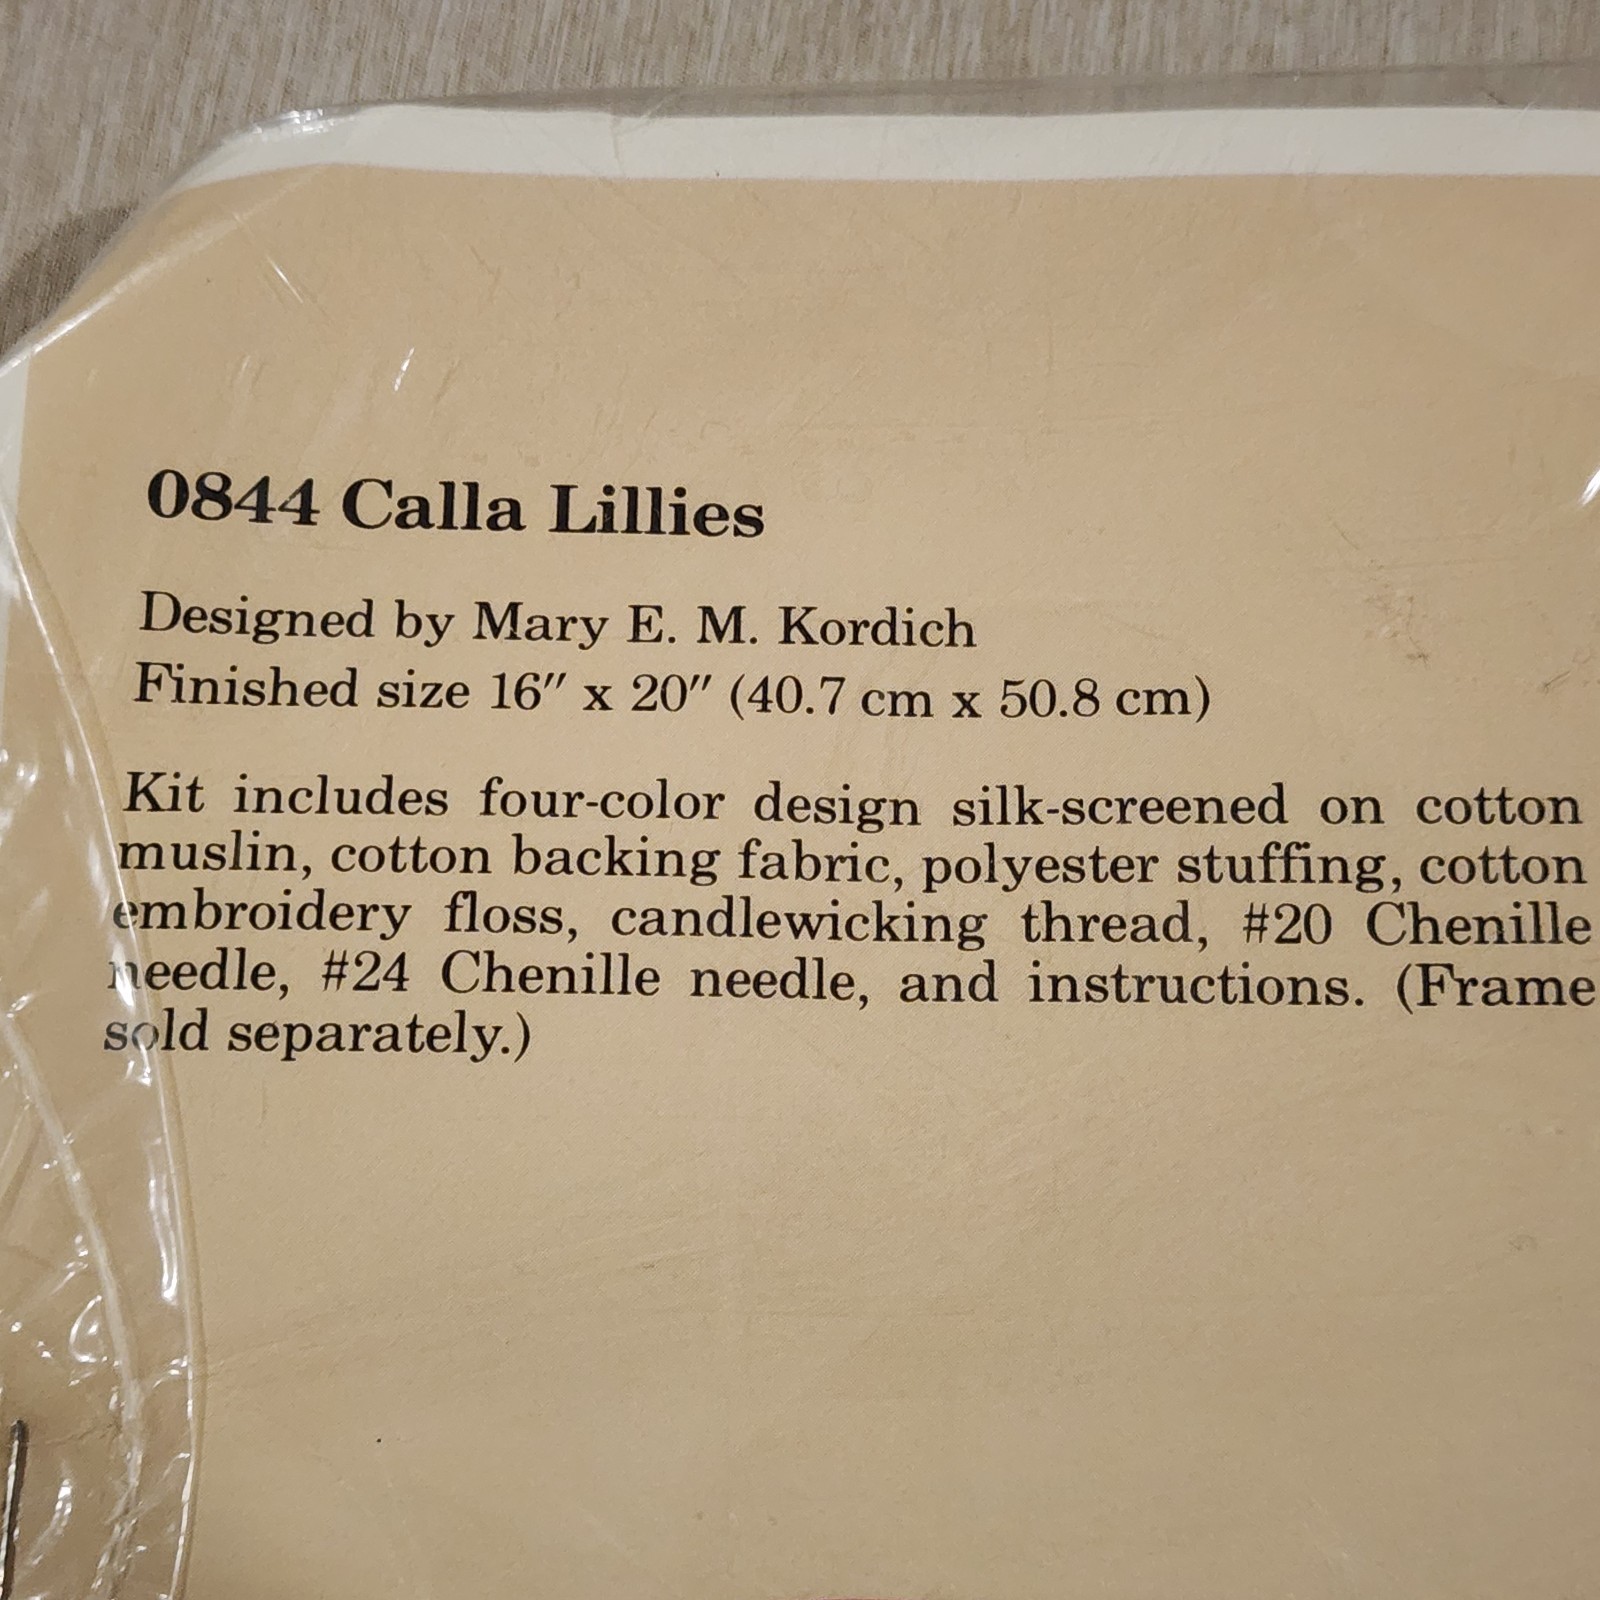 0844 Calla Lillies
Designed by Mary E. M. Kordich
Finished size 16″ x 20″ (40.7 cm x 50.8 cm)
Kit includes four-color design silk-screened on cotton
muslin, cotton backing fabric, polyester stuffing, cotton
embroidery floss, candlewicking thread, #20 Chenille
needle, #24 Chenille needle, and instructions. (Frame
sold separately.)